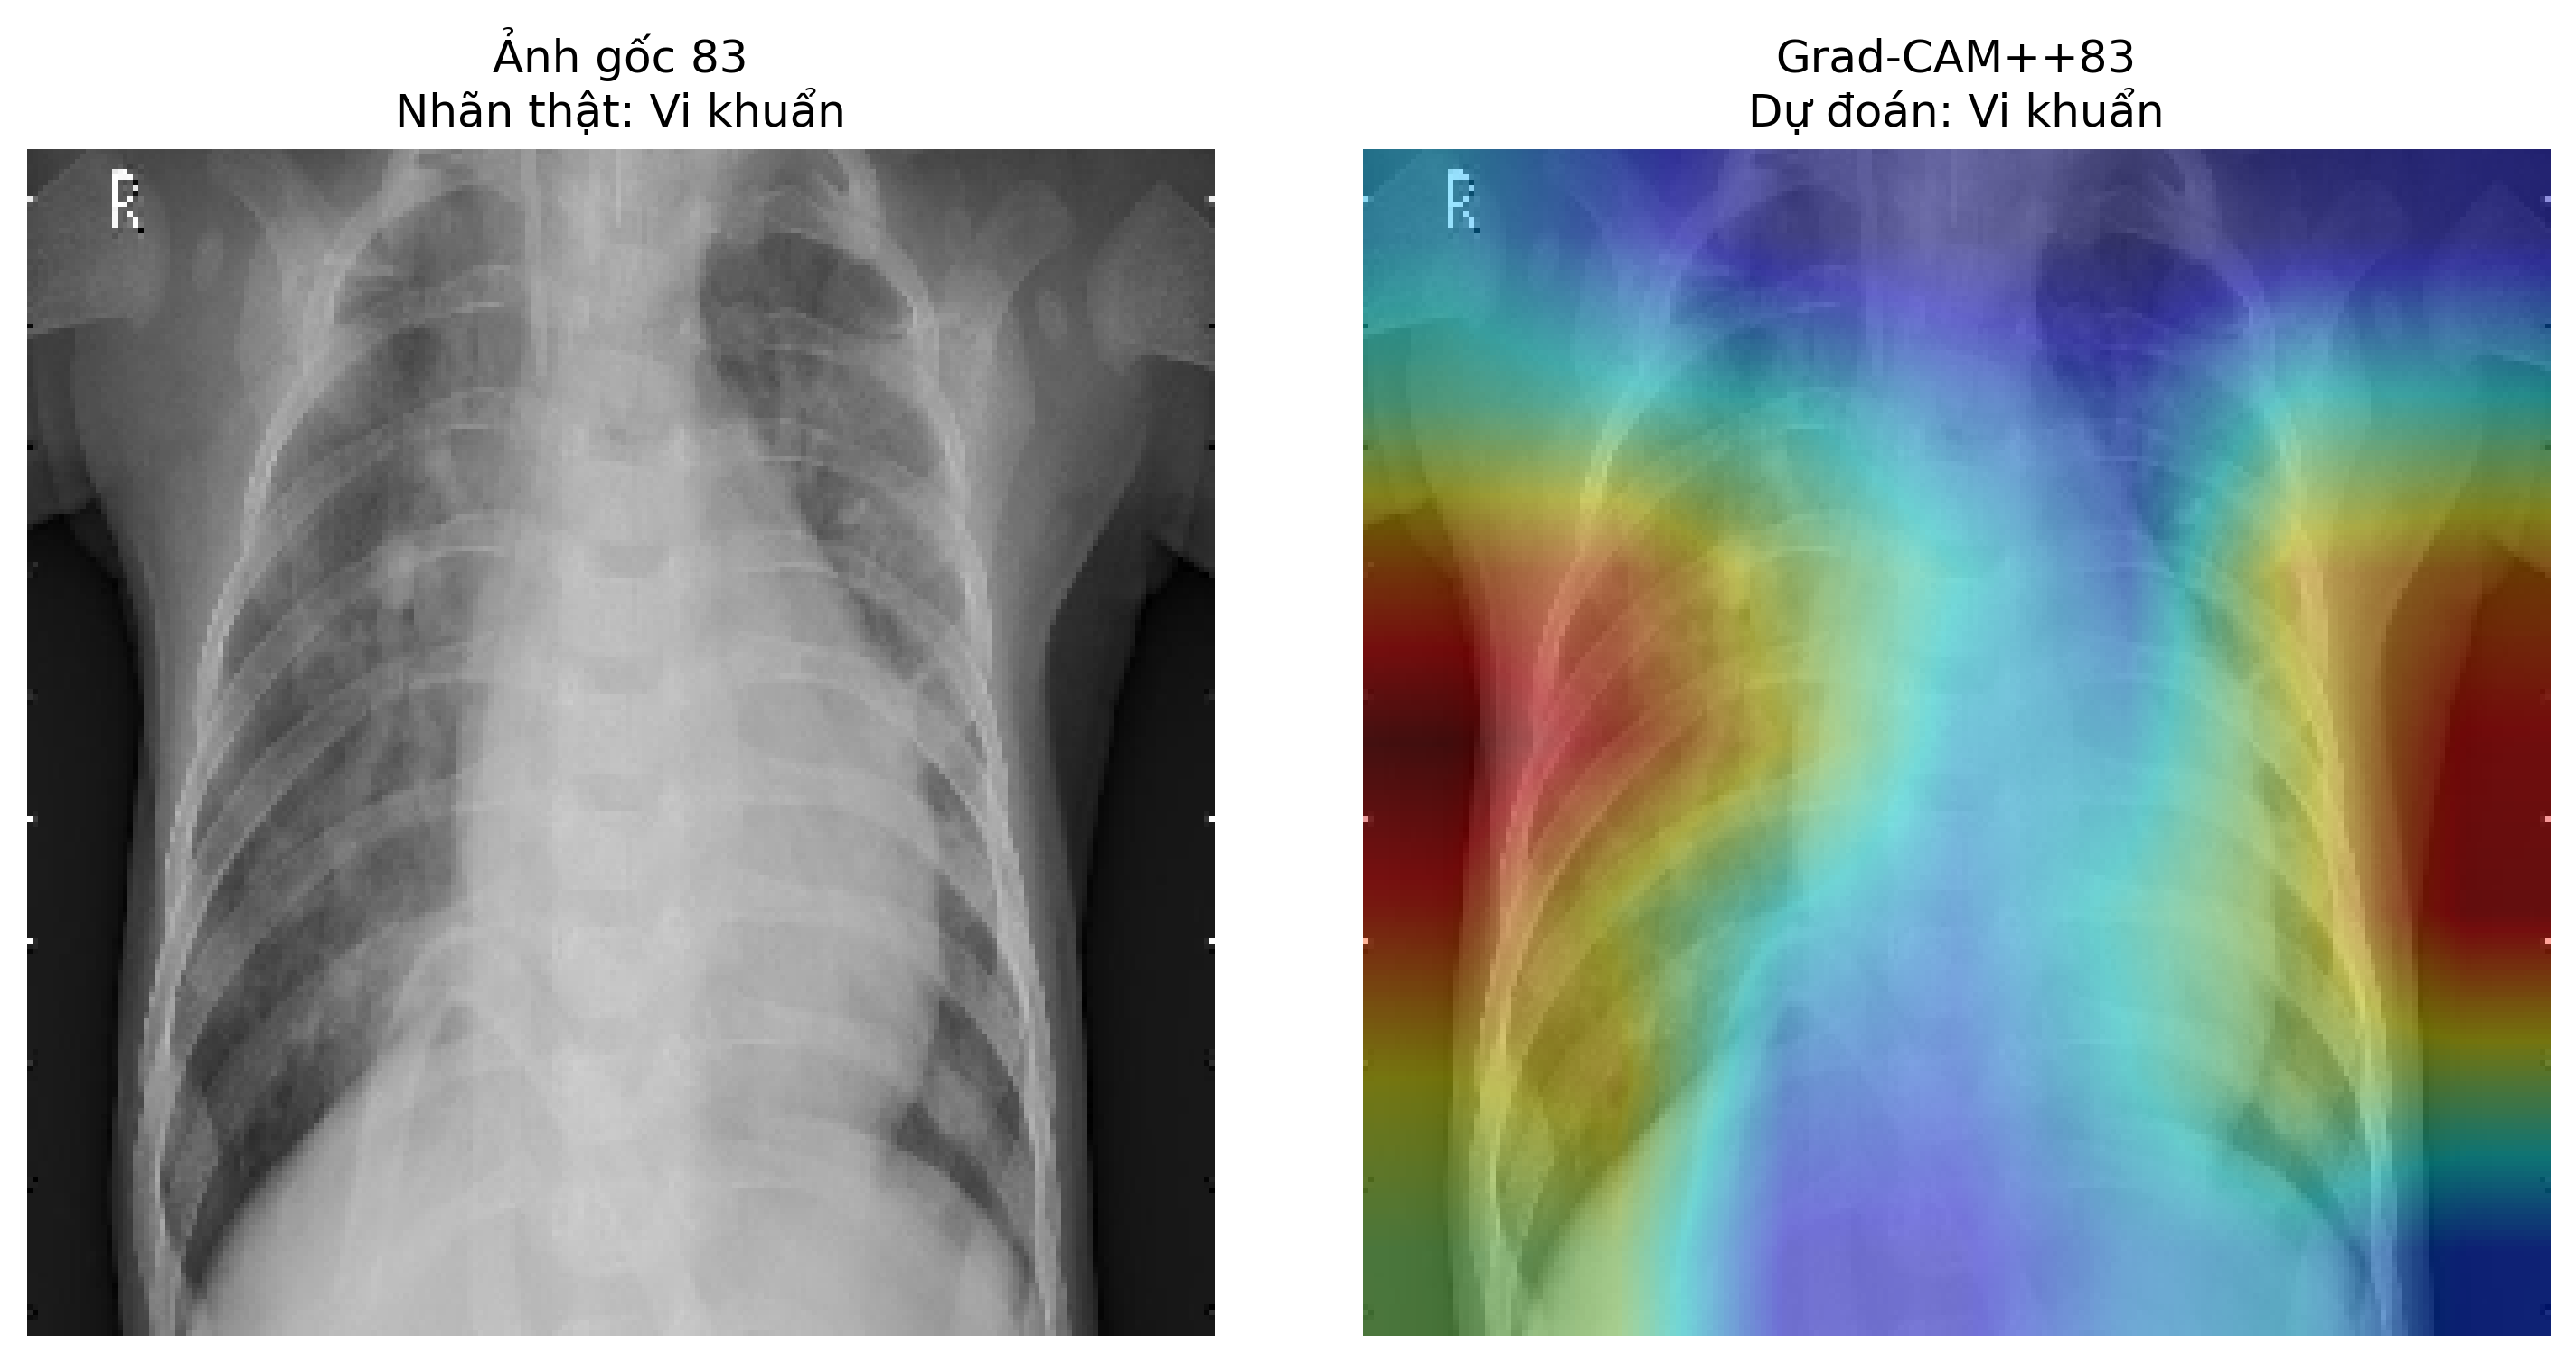 Ảnh gốc 83
Nhãn thật: Vi khuẩn
Grad-CAM++83
Dự đoán: Vi khuẩn
R
R